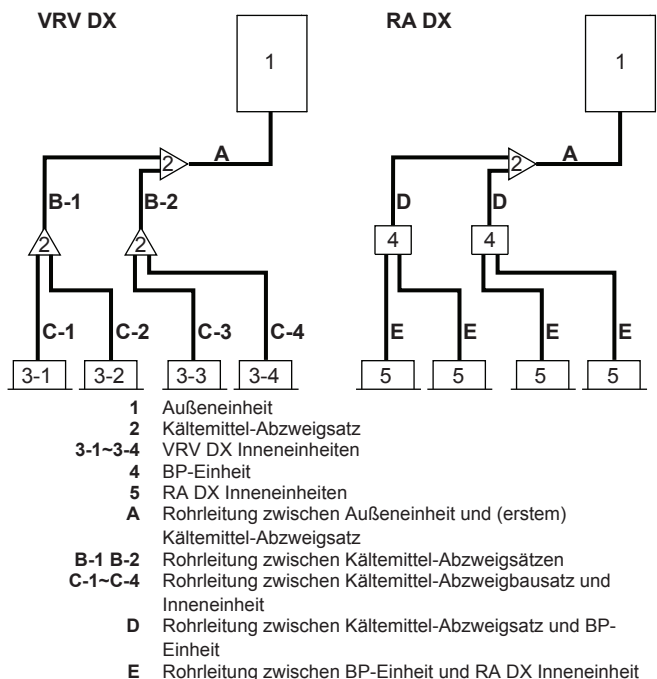 VRV DX RA DX
1 1
2 A 2 A
B-1 B-2 D D
2 2 4 4
C-1 C-2 C-3 C-4 E E E E
3-1 3-2 3-3 3-4 5 5 5 5
1 Außeneinheit
2 Kältemittel-Abzweigsatz
3-1~3-4 VRV DX Inneneinheiten
4 BP-Einheit
5 RA DX Inneneinheiten
A Rohrleitung zwischen Außeneinheit und (erstem)
Kältemittel-Abzweigsatz
B-1 B-2 Rohrleitung zwischen Kältemittel-Abzweigsätzen
C-1~C-4 Rohrleitung zwischen Kältemittel-Abzweigbausatz und
Inneneinheit
D Rohrleitung zwischen Kältemittel-Abzweigsatz und BP-
Einheit
E Rohrleitung zwischen BP-Einheit und RA DX Inneneinheit